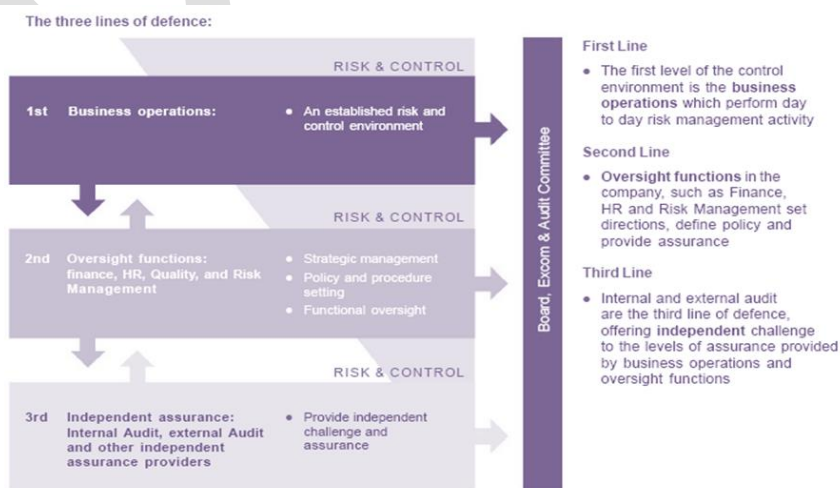 The three lines of defence:
RISK & CONTROL
1st Business operations:
• An established risk and
control environment
RISK & CONTROL
2nd Oversight functions:
finance, HR, Quality, and Risk
Management
• Strategic management
• Policy and procedure
setting
• Functional oversight
RISK & CONTROL
3rd Independent assurance:
Internal Audit, external Audit
and other independent
assurance providers
• Provide independent
challenge and
assurance
Board, Excom & Audit Committee
First Line
• The first level of the control
environment is the business
operations which perform day
to day risk management activity
Second Line
• Oversight functions in the
company, such as Finance,
HR and Risk Management set
directions, define policy and
provide assurance
Third Line
• Internal and external audit
are the third line of defence,
offering independent challenge
to the levels of assurance provided
by business operations and
oversight functions